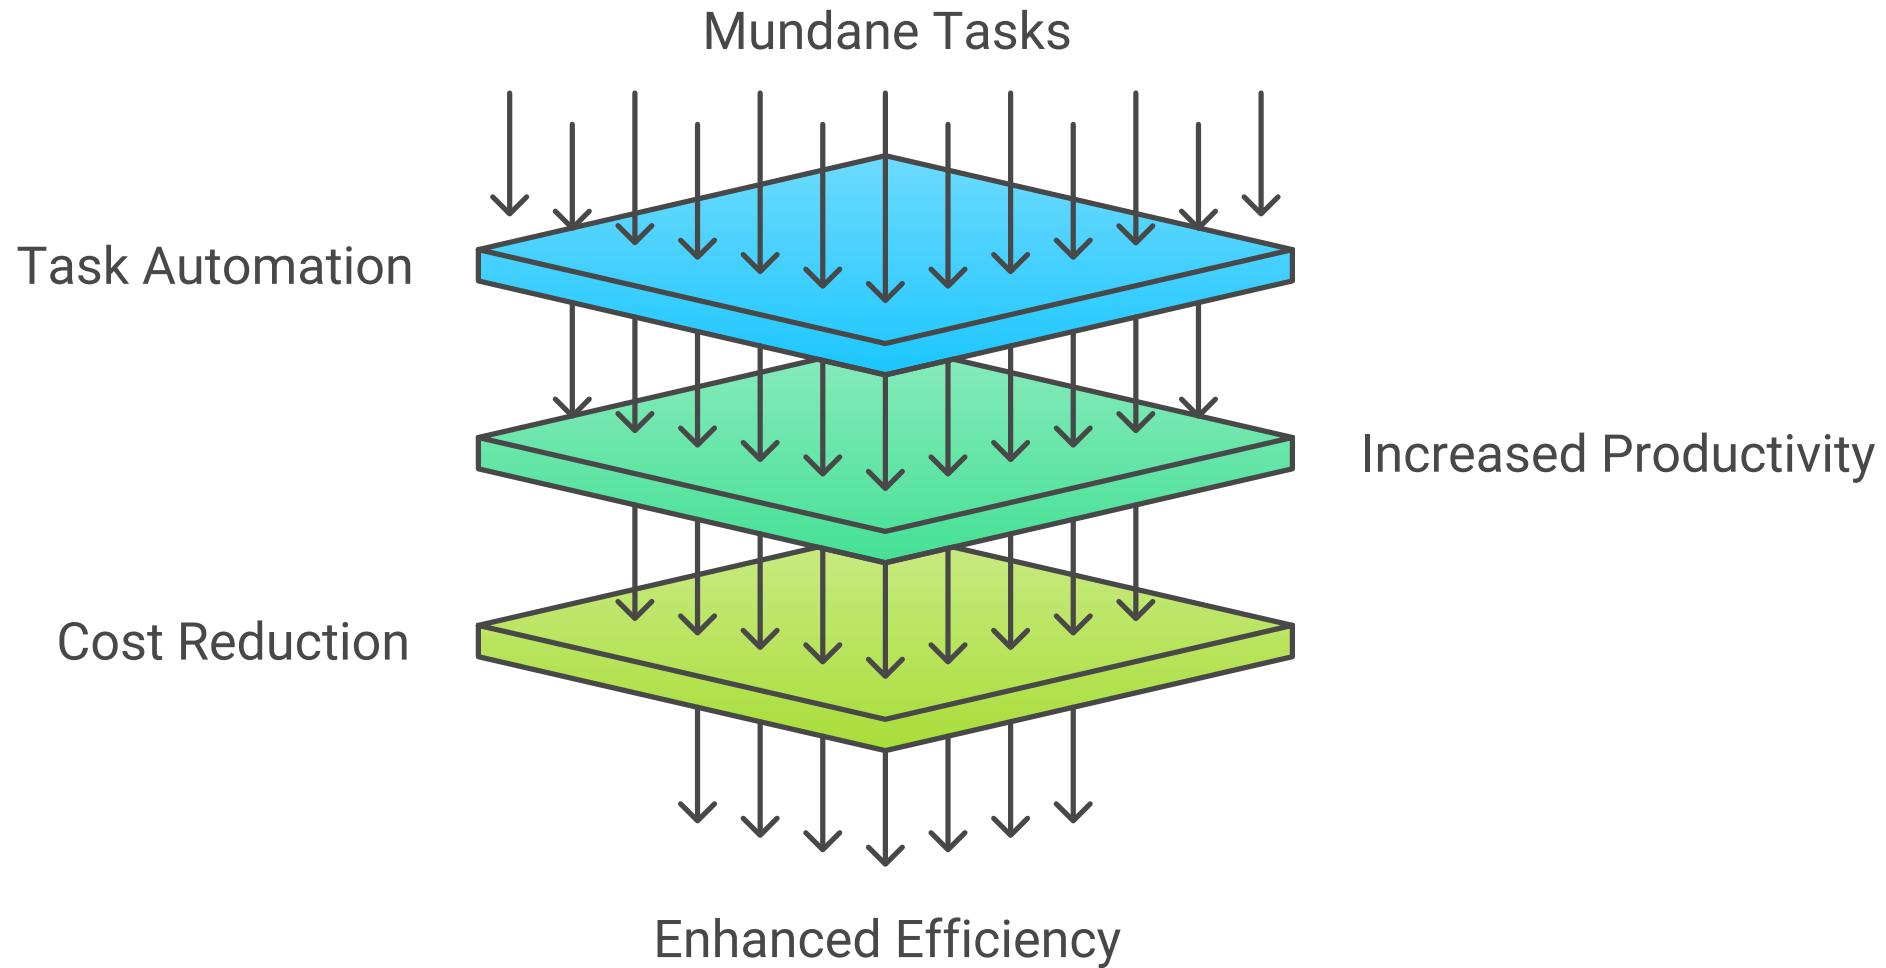 Mundane Tasks
Task Automation
Increased Productivity
Cost Reduction
Enhanced Efficiency